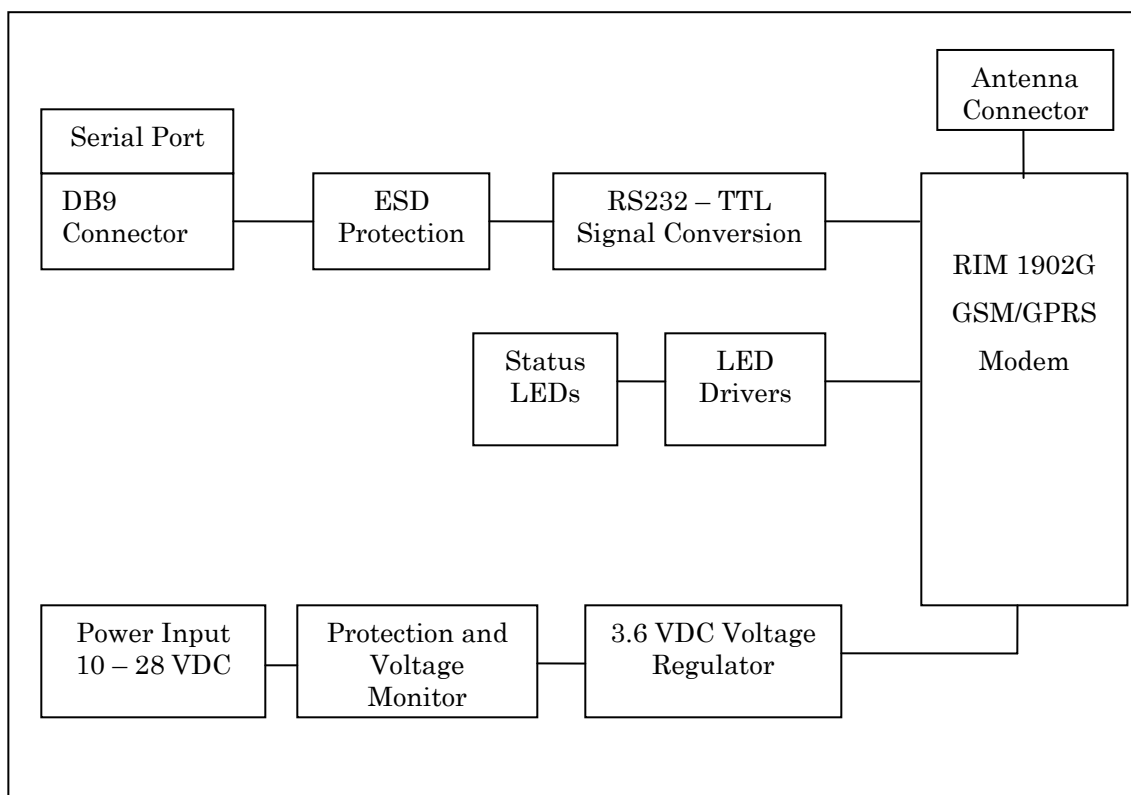 Antenna
Connector
Serial Port
DB9
Connector
ESD
Protection
RS232 – TTL
Signal Conversion
RIM 1902G
GSM/GPRS
Modem
Status
LEDs
LED
Drivers
Power Input
10 – 28 VDC
Protection and
Voltage
Monitor
3.6 VDC Voltage
Regulator